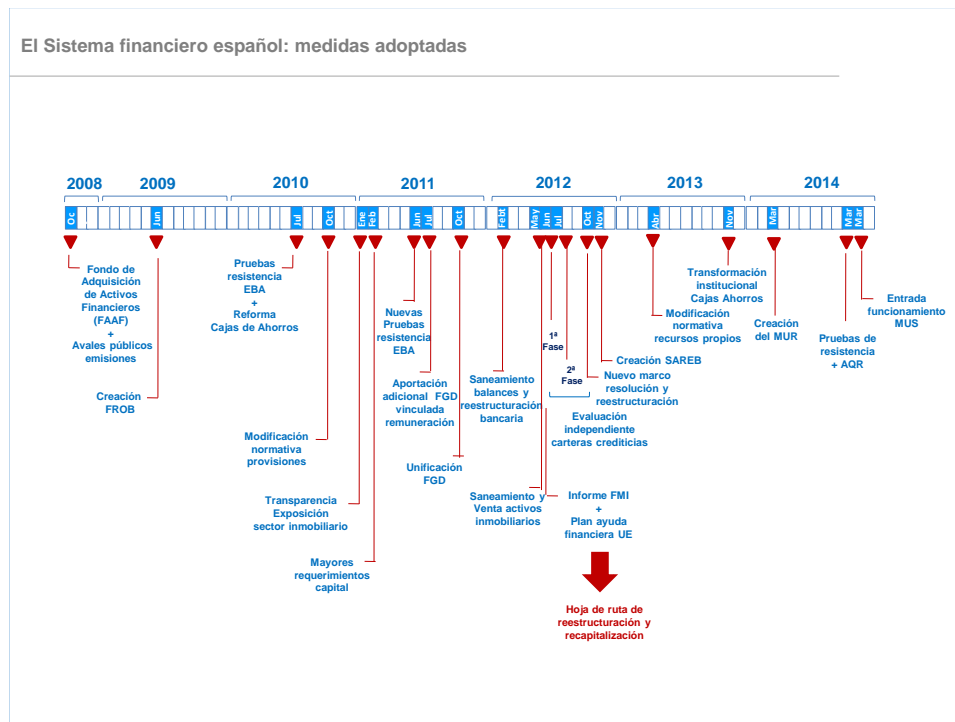 El Sistema financiero español: medidas adoptadas
2008
2009
2010
2011
2012
2013
2014
Oc
Jun
Jul
Oct
Ene
Feb
Jun
Jul
Oct
Febt
May
Jun
Jul
Oct
Nov
Abr
Nov
Mar
Mar
Mar
Fondo de
Adquisición
de Activos
Financieros
(FAAF)
+
Avales públicos
emisiones
Creación
FROB
Pruebas
resistencia
EBA
+
Reforma
Cajas de Ahorros
Modificación
normativa
provisiones
Transparencia
Exposición
sector inmobiliario
Mayores
requerimientos
capital
Nuevas
Pruebas
resistencia
EBA
Aportación
adicional FGD
vinculada
remuneración
Unificación
FGD
Saneamiento
balances y
reestructuración
bancaria
Saneamiento y
Venta activos
inmobiliarios
1ª
Fase
2ª
Fase
Evaluación
independiente
carteras crediticias
Informe FMI
+
Plan ayuda
financiera UE
Hoja de ruta de
reestructuración y
recapitalización
Creación SAREB
Nuevo marco
resolución y
reestructuración
Modificación
normativa
recursos propios
Transformación
institucional
Cajas Ahorros
Creación
del MUR
Pruebas de
resistencia
+ AQR
Entrada
funcionamiento
MUS